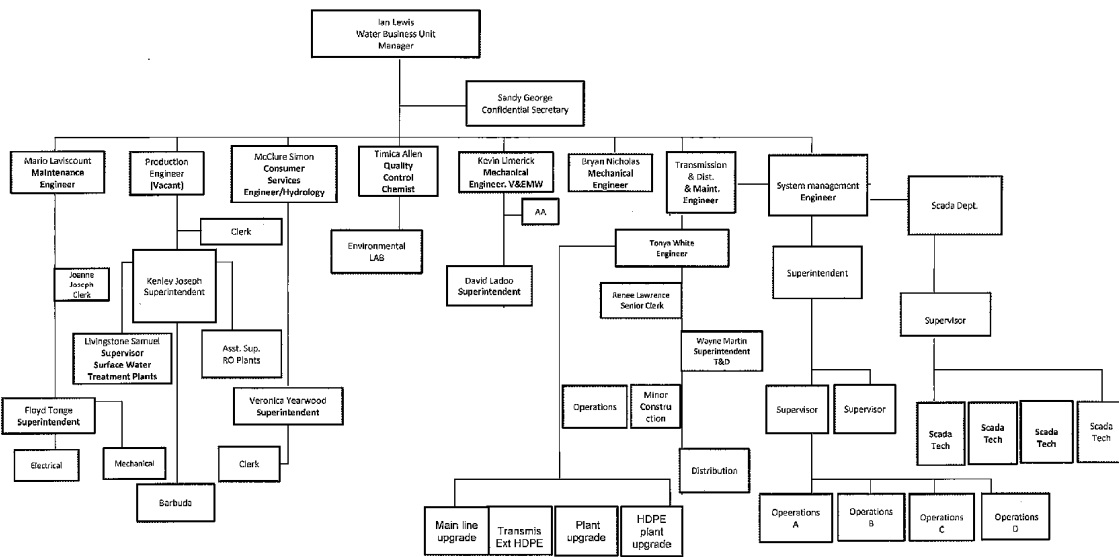 Ian Lewis
Water Business Unit
Manager
Sandy George
Confidential Secretary
Mario Laviscount
Maintenance
Engineer
Production
Engineer
(Vacant)
McClure Simon
Consumer
Services
Engineer/Hydrology
Timica Allen
Quality
Control
Chemist
Kevin Limerick
Mechanical
Engineer. V&EMW
Bryan Nicholas
Mechanical
Engineer
Transmission
& Dist.
& Maint.
Engineer
System management
Engineer
Scada Dept.
AA
Clerk
Environmental
LAB
Tonya White
Engineer
Joanne
Joseph
Clerk
Kenley Joseph
Superintendent
David Ladoo
Superintendent
Superintendent
Renee Lawrence
Senior Clerk
Supervisor
Livingstone Samuel
Supervisor
Surface Water
Treatment Plants
Asst. Sup.
RO Plants
Wayne Martin
Superintendent
T&D
Floyd Tonge
Superintendent
Veronica Yearwood
Superintendent
Operations
Minor
Constru
ction
Supervisor
Supervisor
Scada
Tech
Scada
Tech
Scada
Tech
Scada
Tech
Electrical
Mechanical
Clerk
Distribution
Barbuda
Main line
upgrade
Transmis
Ext HDPE
Plant
upgrade
HDPE
plant
upgrade
Opeerations
A
Operations
B
Operations
C
Operations
D